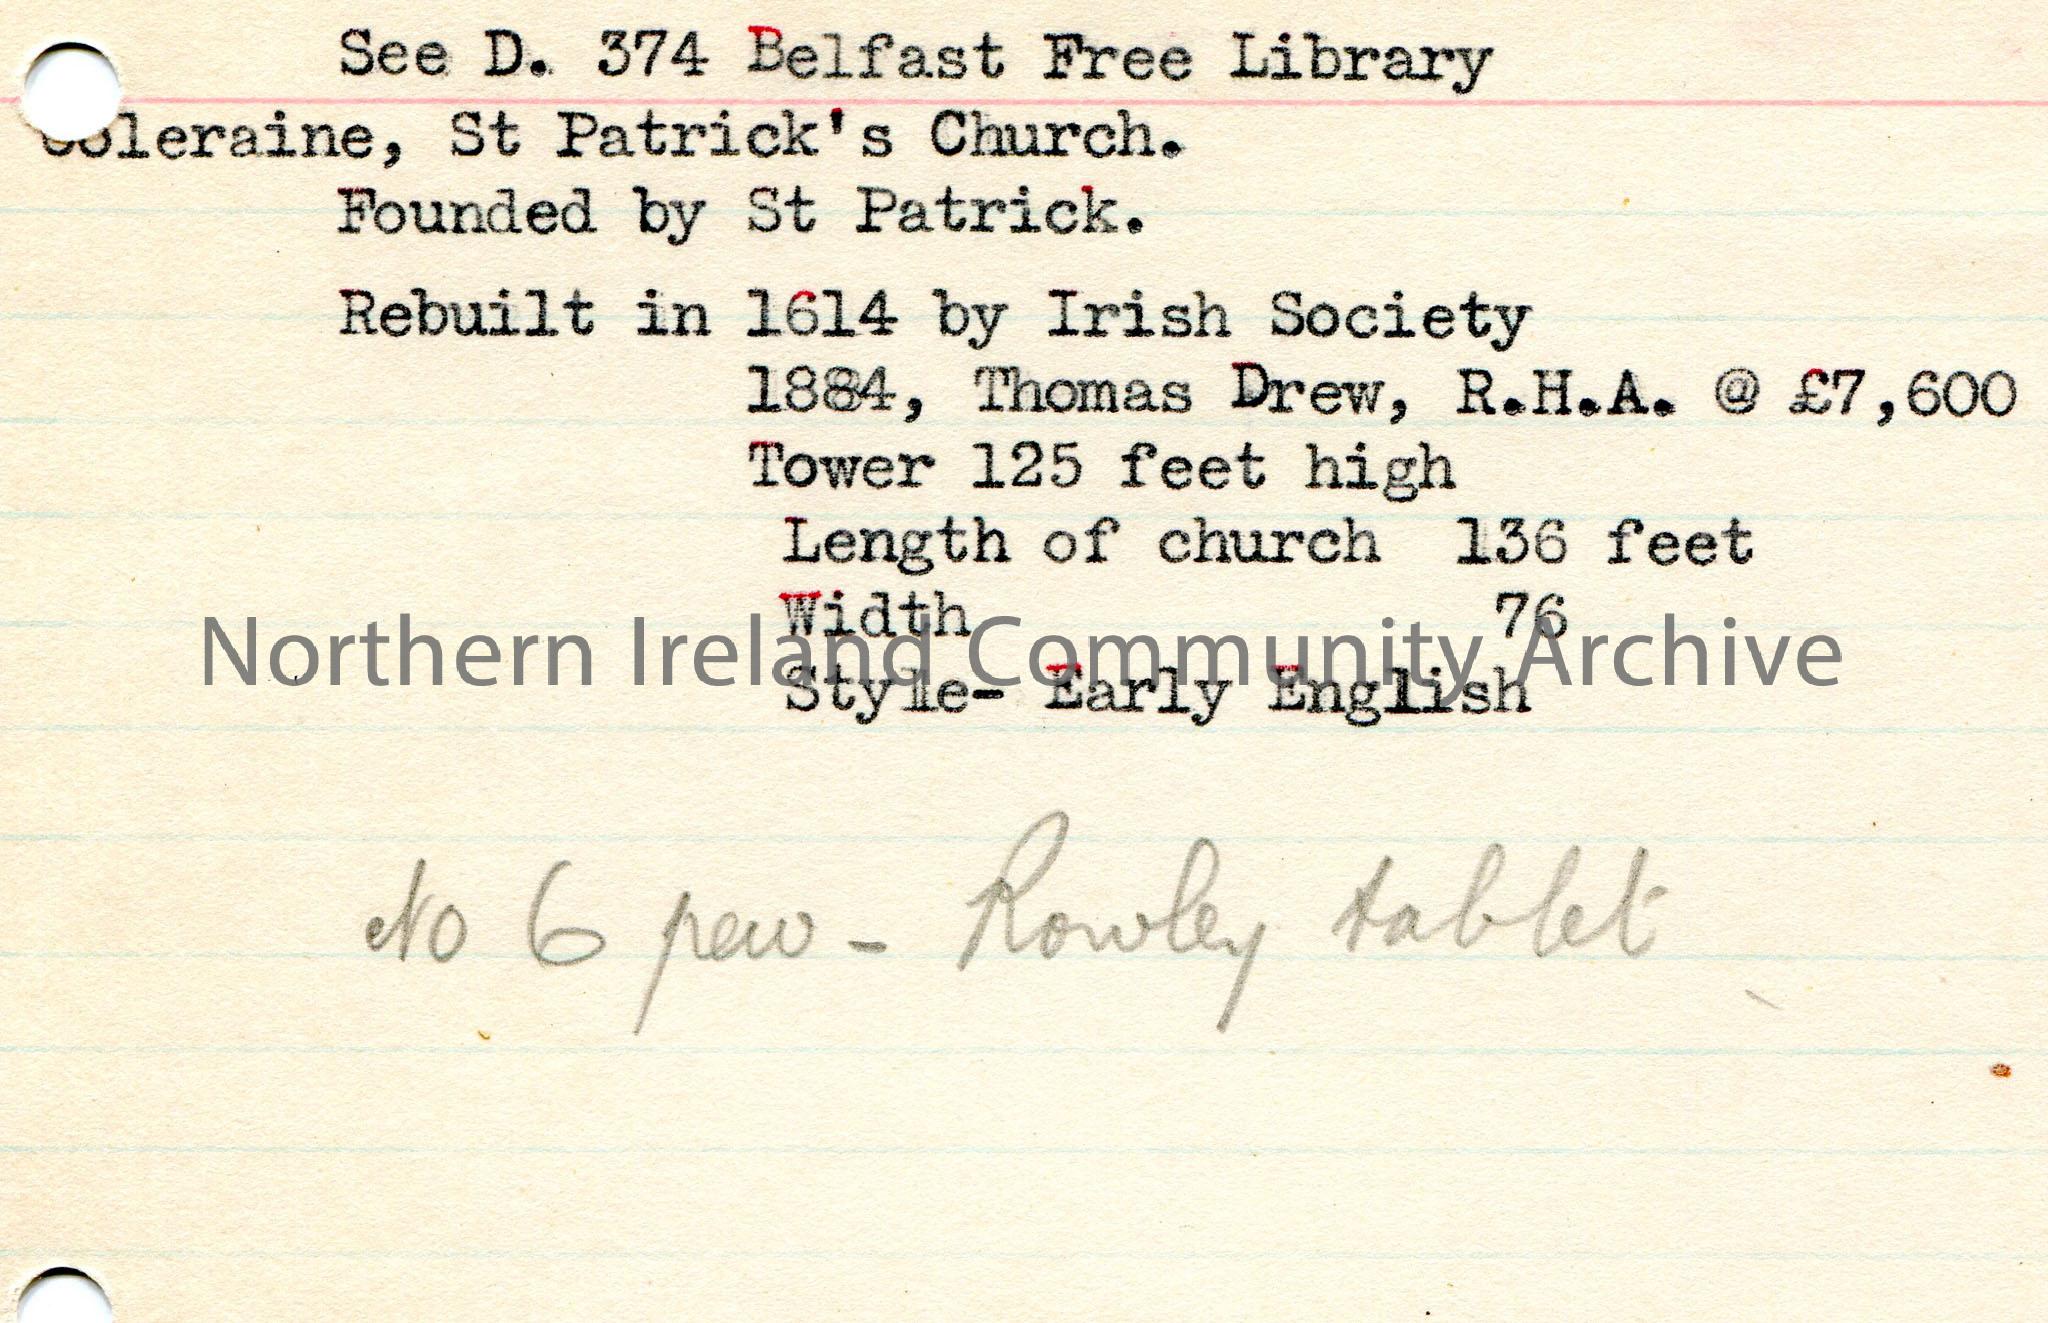 See D. 374 Belfast Free Library
Coleraine, St Patrick's Church.
Founded by St Patrick.
Rebuilt in 1614 by Irish Society
1884, Thomas Drew, R.H.A. @ £7,600
Tower 125 feet high
Length of church 136 feet
Width 76
Northern Ireland Community Archive
Style- Early English
No 6 pew - Rowley tablet